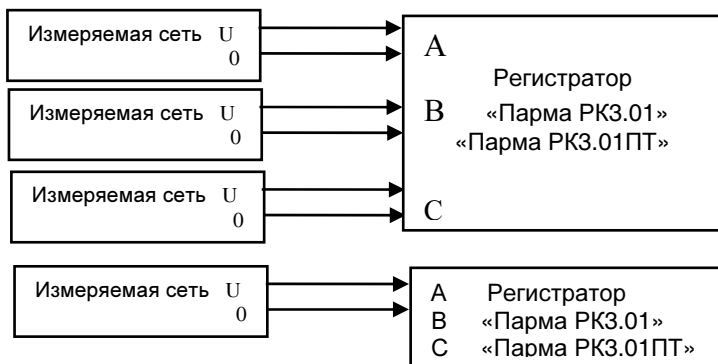 Измеряемая сеть U
0
A
Измеряемая сеть U
0
B
Измеряемая сеть U
0
C
Регистратор
«Парма РК3.01»
«Парма РК3.01ПТ»
Измеряемая сеть U
0
A Регистратор
B «Парма РК3.01»
C «Парма РК3.01ПТ»